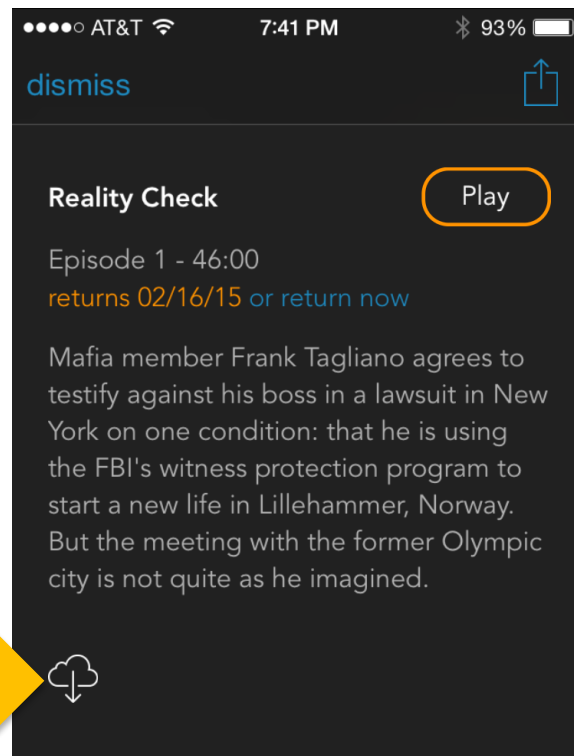 AT&T 7:41 PM 93%
dismiss
Reality Check Play
Episode 1 - 46:00
returns 02/16/15 or return now
Mafia member Frank Tagliano agrees to
testify against his boss in a lawsuit in New
York on one condition: that he is using
the FBI's witness protection program to
start a new life in Lillehammer, Norway.
But the meeting with the former Olympic
city is not quite as he imagined.